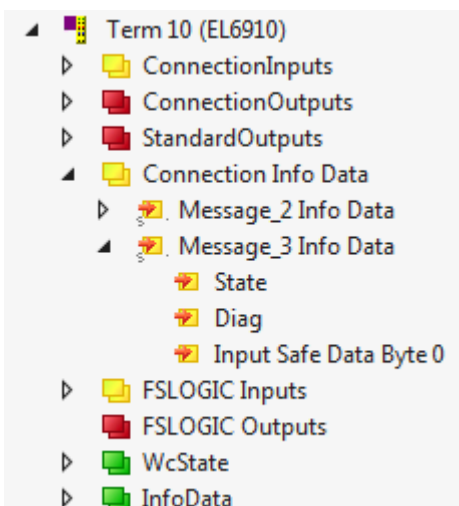 Term 10 (EL6910)
ConnectionInputs
ConnectionOutputs
StandardOutputs
Connection Info Data
Message_2 Info Data
Message_3 Info Data
State
Diag
Input Safe Data Byte 0
FSLOGIC Inputs
FSLOGIC Outputs
WcState
InfoData